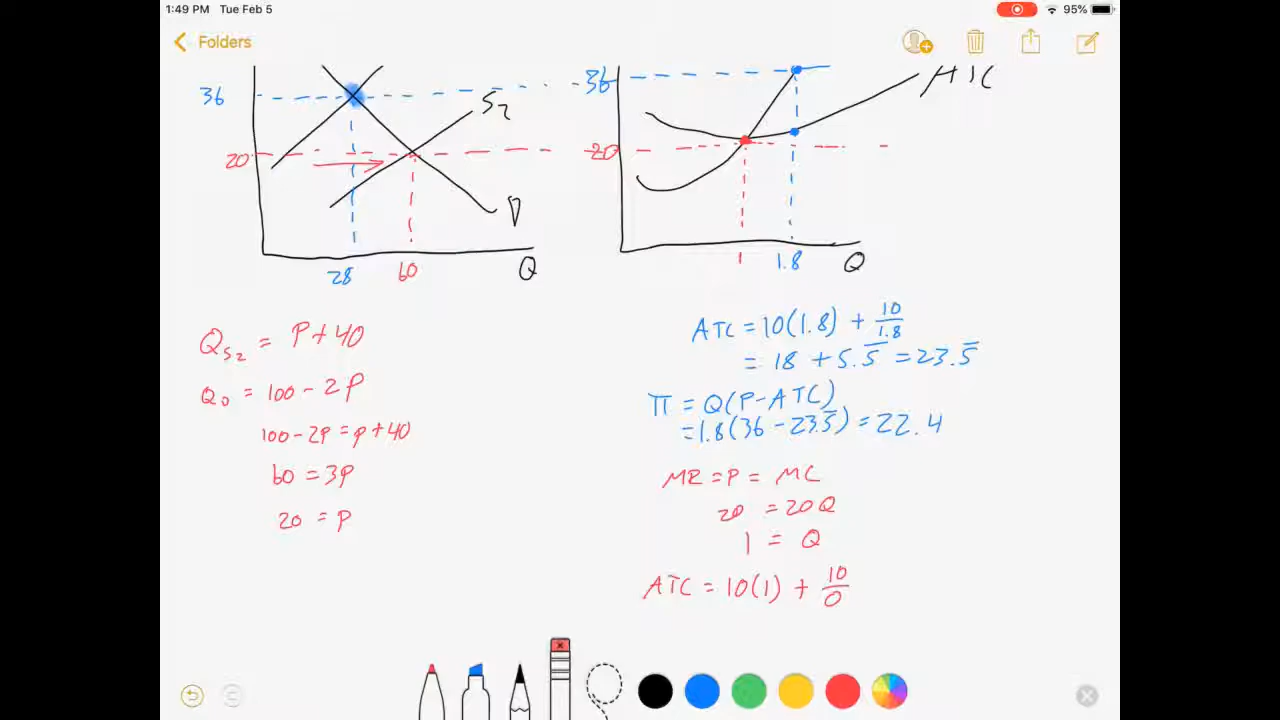 1:49 PM Tue Feb 5
95%
Folders
36
20
S2
D
28
60
Q
36
20
ATC
1
1.8
Q
QS2 = P + 40
QD = 100 - 2P
100 - 2P = P + 40
60 = 3P
20 = P
ATC = 10(1.8) + 10/1.8
= 18 + 5.5̅ = 23.5̅
π = Q(P - ATC)
= 1.8(36 - 23.5̅) = 22.4
MR = P = MC
20 = 20Q
1 = Q
ATC = 10(1) + 10/0